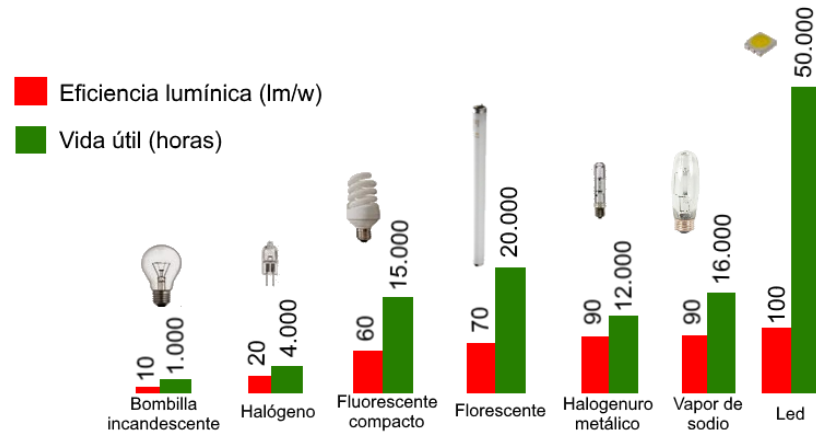 Eficiencia lumínica (lm/w)
Vida útil (horas)
10
1.000
20
4.000
60
15.000
70
20.000
90
12.000
90
16.000
100
50.000
Bombilla
incandescente
Halógeno
Fluorescente
compacto
Florescente
Halogenuro
metálico
Vapor de
sodio
Led